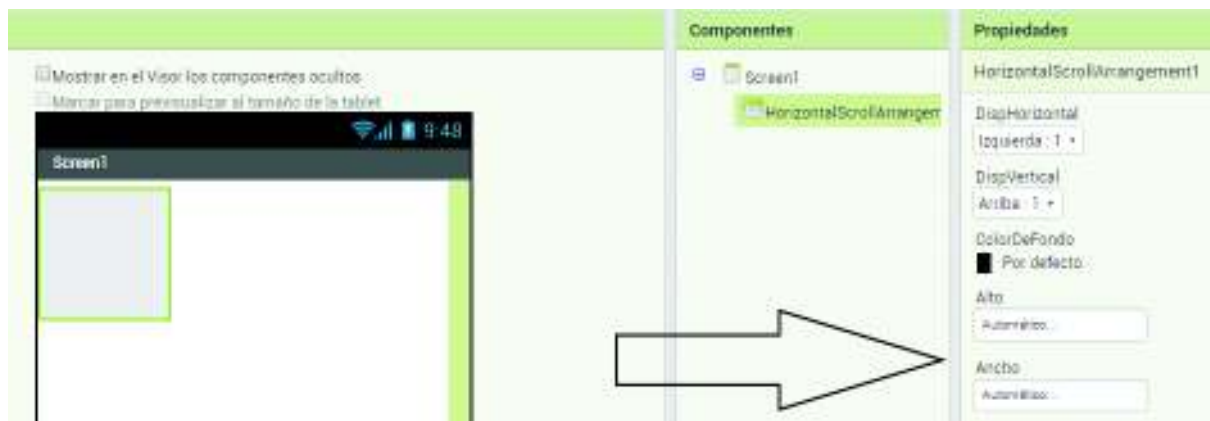 Componentes
Propiedades
Mostrar en el Visor los componentes ocultos
Marcar para previsualizar al tamaño de la tablet
9:48
Screen1
Screen1
HorizontalScrollArrangem
HorizontalScrollArrangement1
DispHorizontal
Izquierda : 1
DispVertical
Arriba : 1
ColorDeFondo
Por defecto
Alto
Automático...
Ancho
Automático...